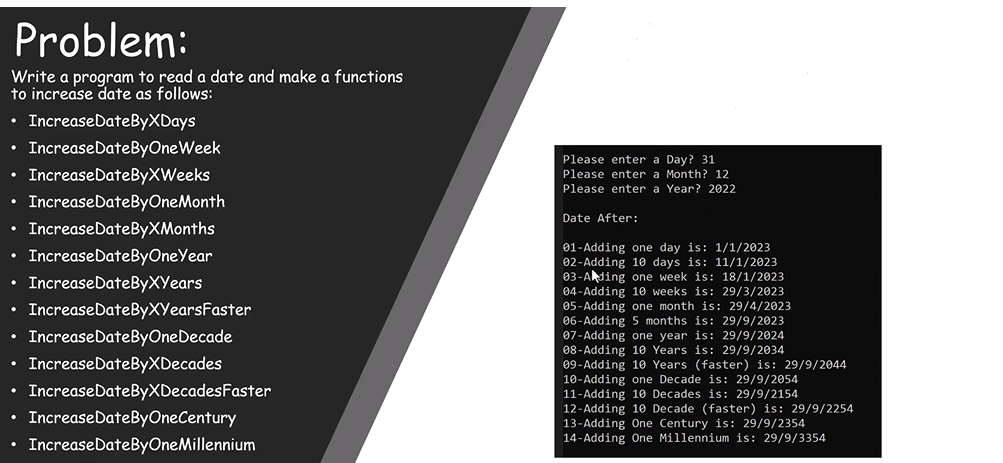 Problem:
Write a program to read a date and make a functions
to increase date as follows:
• IncreaseDateByXDays
• IncreaseDateByOneWeek
• IncreaseDateByXWeeks
• IncreaseDateByOneMonth
• IncreaseDateByXMonths
• IncreaseDateByOneYear
• IncreaseDateByXYears
• IncreaseDateByXYearsFaster
• IncreaseDateByOneDecade
• IncreaseDateByXDecades
• IncreaseDateByXDecadesFaster
• IncreaseDateByOneCentury
• IncreaseDateByOneMillennium
Please enter a Day? 31
Please enter a Month? 12
Please enter a Year? 2022
Date After:
01-Adding one day is: 1/1/2023
02-Adding 10 days is: 11/1/2023
03-Adding one week is: 18/1/2023
04-Adding 10 weeks is: 29/3/2023
05-Adding one month is: 29/4/2023
06-Adding 5 months is: 29/9/2023
07-Adding one year is: 29/9/2024
08-Adding 10 Years is: 29/9/2034
09-Adding 10 Years (faster) is: 29/9/2044
10-Adding one Decade is: 29/9/2054
11-Adding 10 Decades is: 29/9/2154
12-Adding 10 Decade (faster) is: 29/9/2254
13-Adding One Century is: 29/9/2354
14-Adding One Millennium is: 29/9/3354